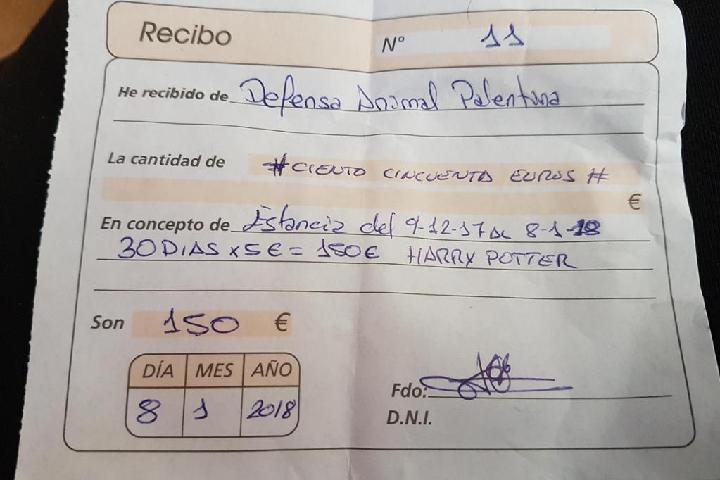 Recibo Nº 11
He recibido de Defensa Animal Palentina
La cantidad de # CIENTO CINCUENTA EUROS #
€
En concepto de Estancia del 9-12-17 al 8-1-18
30 DIAS x 5 € = 150 € HARRY POTTER
Son 150 €
DÍA MES AÑO
8 1 2018
Fdo:
D.N.I.